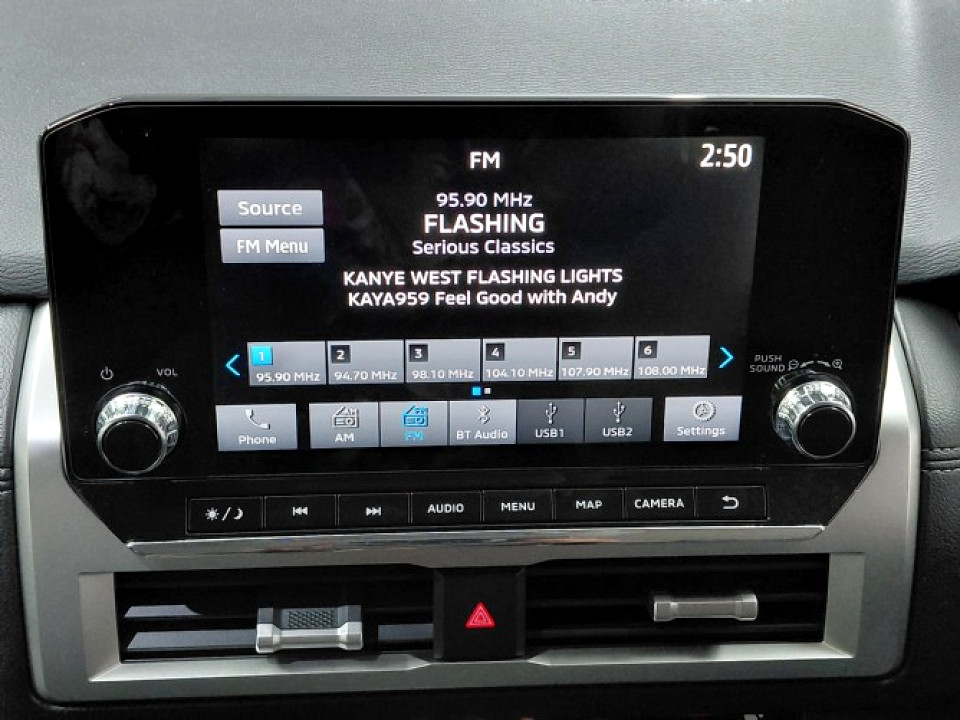 FM
2:50
Source
FM Menu
95.90 MHz
FLASHING
Serious Classics
KANYE WEST FLASHING LIGHTS
KAYA959 Feel Good with Andy
1 2 3 4 5 6
95.90 MHz 94.70 MHz 98.10 MHz 104.10 MHz 107.90 MHz 108.00 MHz
VOL
PUSH
SOUND
Phone AM FM BT Audio USB1 USB2 Settings
AUDIO MENU MAP CAMERA